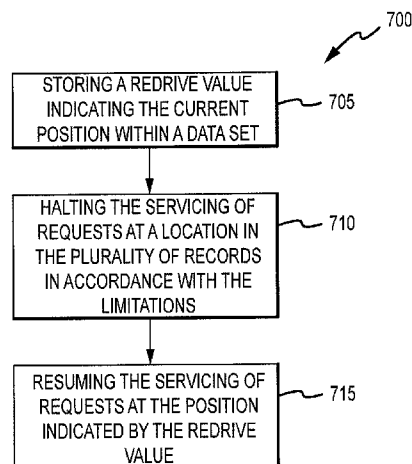 700
STORING A REDRIVE VALUE
INDICATING THE CURRENT
POSITION WITHIN A DATA SET
705
HALTING THE SERVICING OF
REQUESTS AT A LOCATION IN
THE PLURALITY OF RECORDS
IN ACCORDANCE WITH THE
LIMITATIONS
710
RESUMING THE SERVICING OF
REQUESTS AT THE POSITION
INDICATED BY THE REDRIVE
VALUE
715